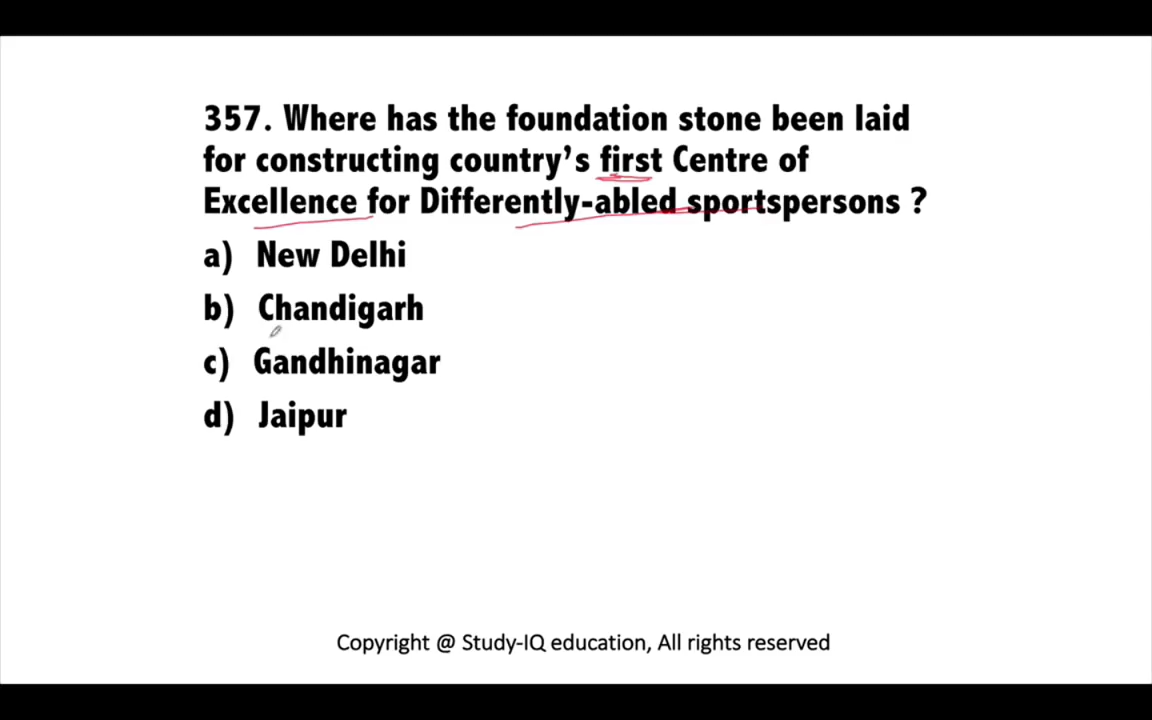 357. Where has the foundation stone been laid
for constructing country's first Centre of
Excellence for Differently-abled sportspersons ?
a) New Delhi
b) Chandigarh
c) Gandhinagar
d) Jaipur
Copyright @ Study-IQ education, All rights reserved